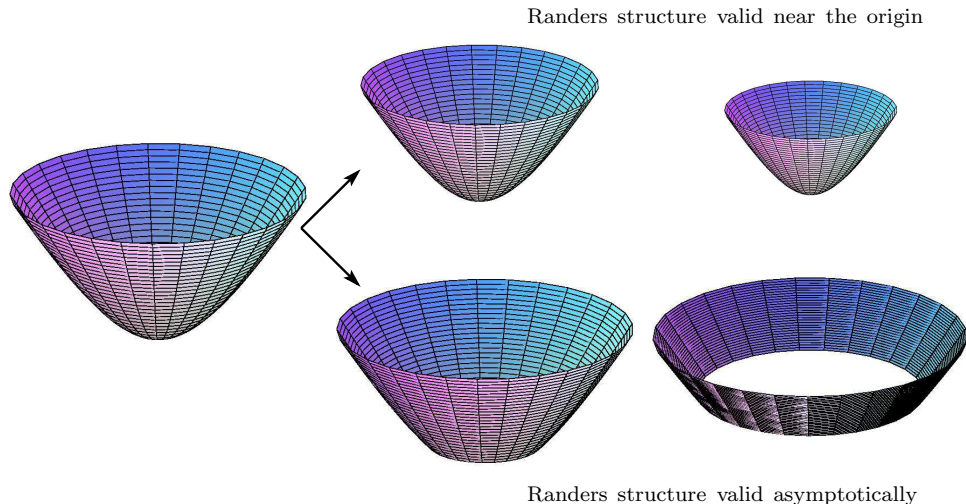 Randers structure valid near the origin
Randers structure valid asymptotically